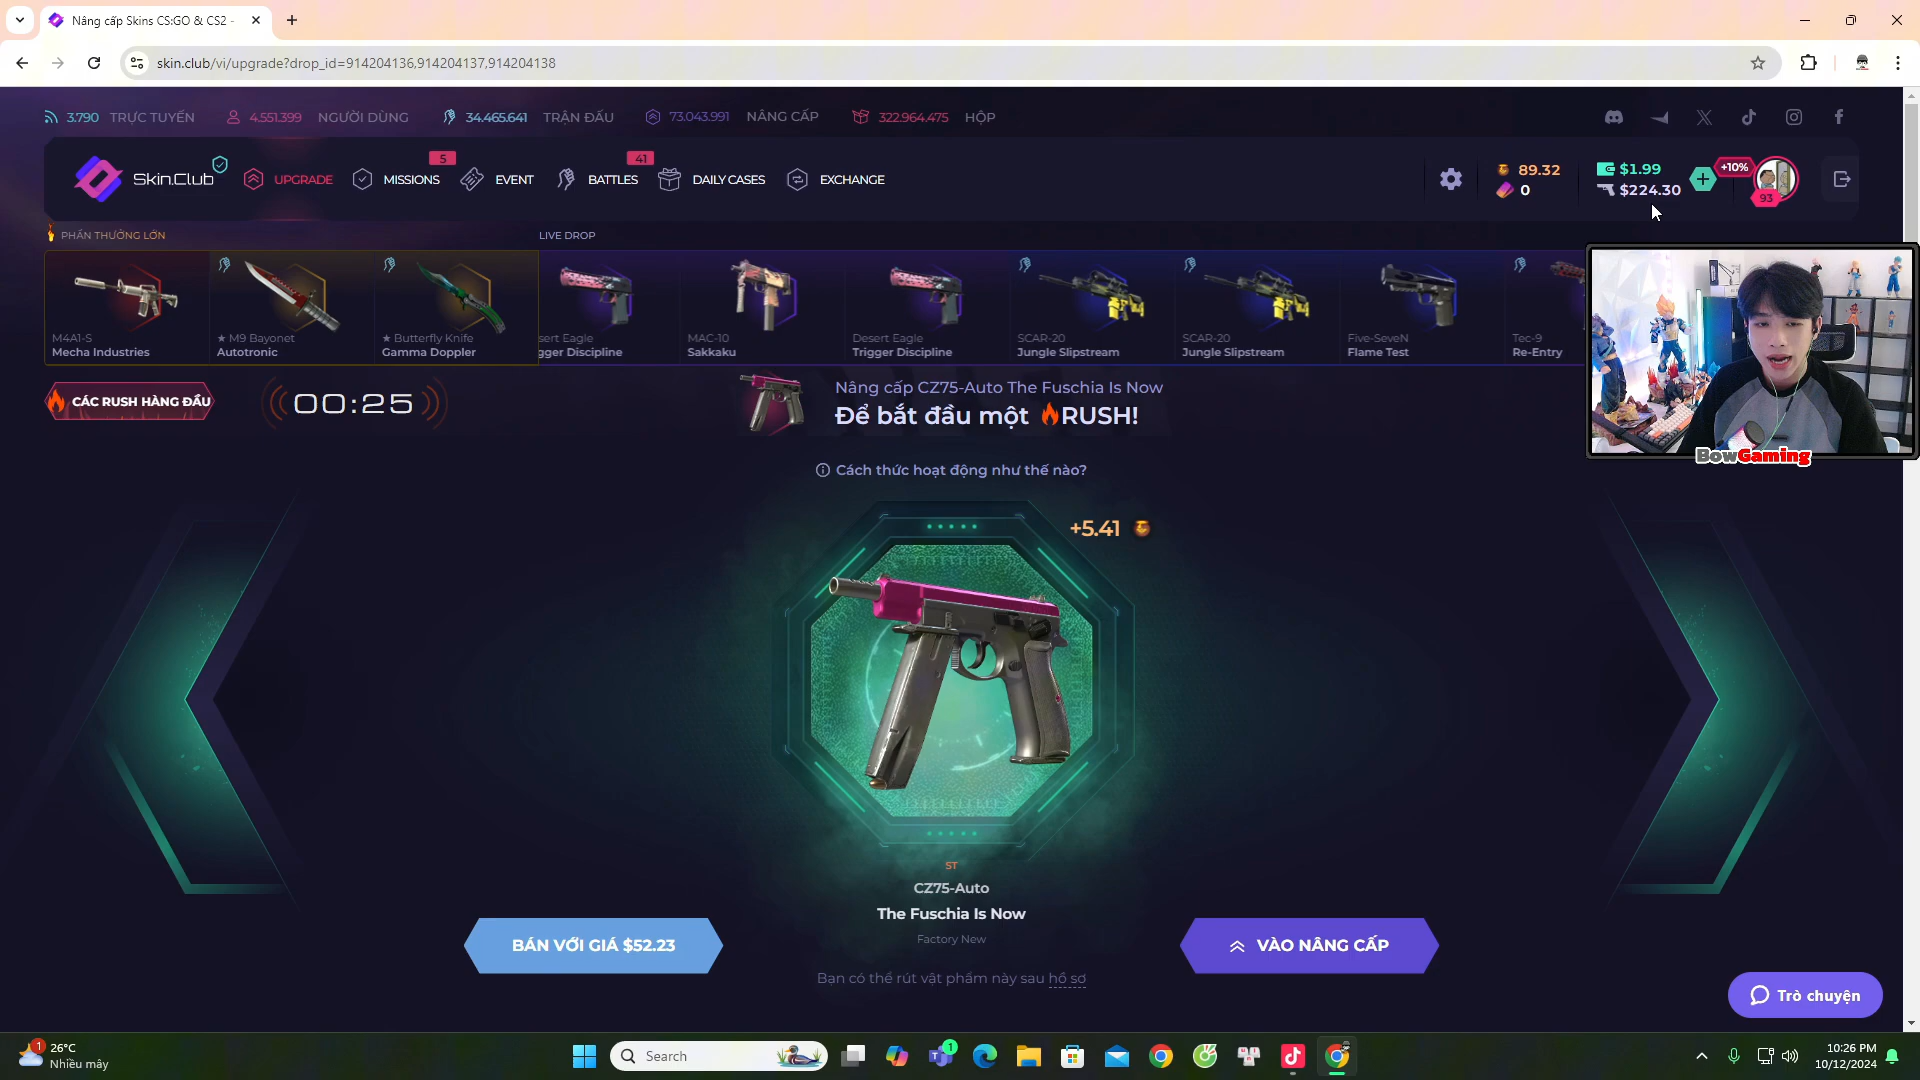 Nâng cấp Skins CS:GO & CS2 -
skin.club/vi/upgrade?drop_id=914204136,914204137,914204138
3.790 TRỰC TUYẾN 4.551.399 NGƯỜI DÙNG 34.465.641 TRẬN ĐẤU 73.043.991 NÂNG CẤP 322.964.475 HỘP
Skin.Club UPGRADE MISSIONS 5 EVENT BATTLES 41 DAILY CASES EXCHANGE
89.32
0
$1.99
$224.30
+10%
93
PHẦN THƯỞNG LỚN
LIVE DROP
M4A1-S
Mecha Industries
★ M9 Bayonet
Autotronic
★ Butterfly Knife
Gamma Doppler
sert Eagle
gger Discipline
MAC-10
Sakkaku
Desert Eagle
Trigger Discipline
SCAR-20
Jungle Slipstream
SCAR-20
Jungle Slipstream
Five-SeveN
Flame Test
Tec-9
Re-Entry
BowGaming
CÁC RUSH HÀNG ĐẦU
00:25
Nâng cấp CZ75-Auto The Fuschia Is Now
Để bắt đầu một RUSH!
Cách thức hoạt động như thế nào?
+5.41
ST
CZ75-Auto
The Fuschia Is Now
Factory New
BÁN VỚI GIÁ $52.23
VÀO NÂNG CẤP
Bạn có thể rút vật phẩm này sau hồ sơ
Trò chuyện
1
26°C
Nhiều mây
Search
1
10:26 PM
10/12/2024